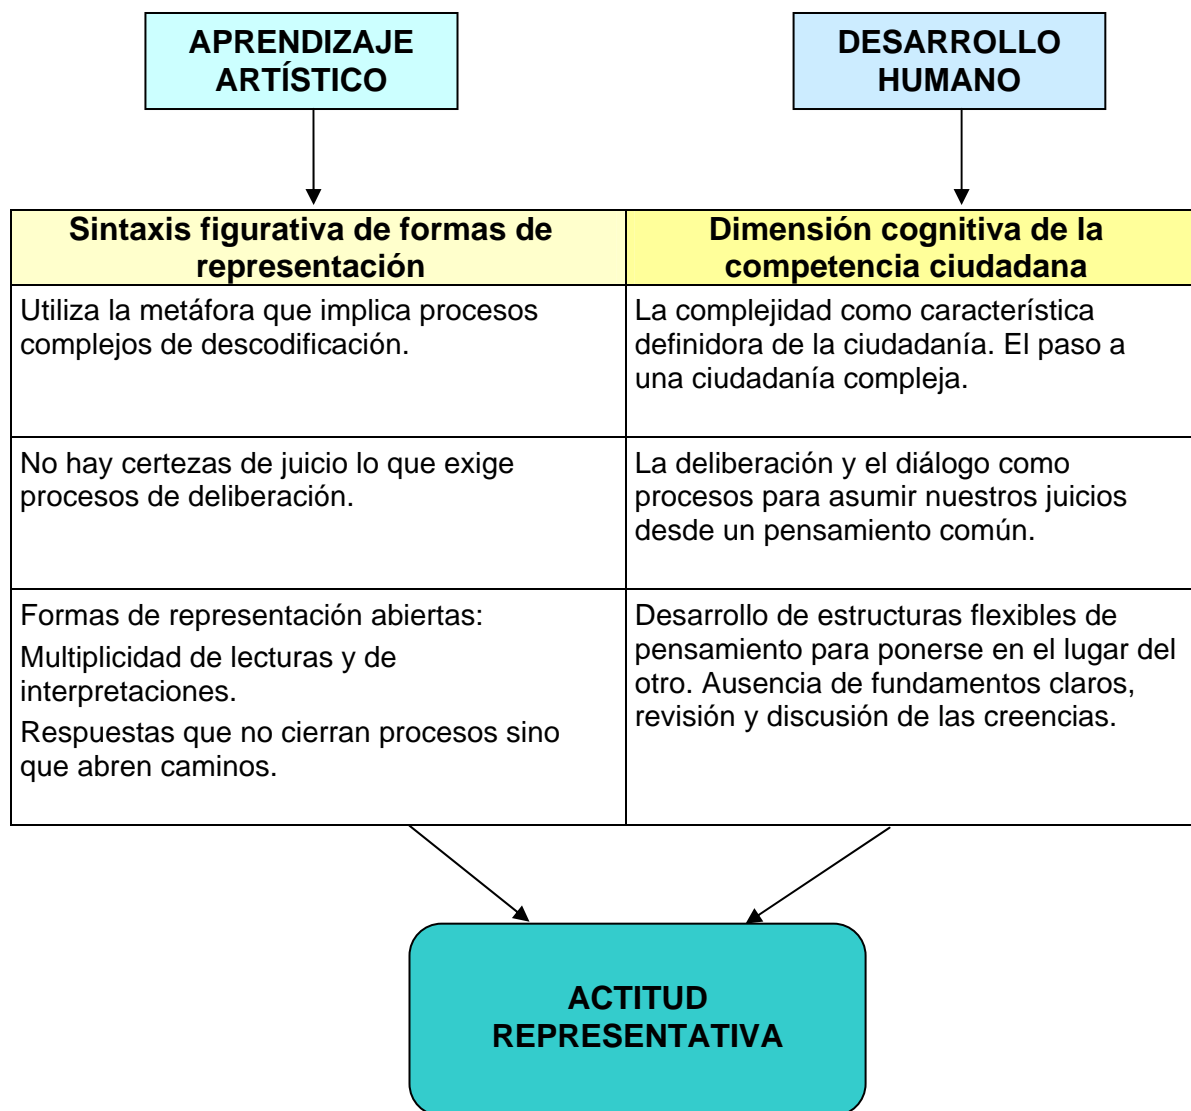 APRENDIZAJE
ARTÍSTICO
DESARROLLO
HUMANO
Sintaxis figurativa de formas de
representación
Dimensión cognitiva de la
competencia ciudadana
Utiliza la metáfora que implica procesos
complejos de descodificación.
La complejidad como característica
definidora de la ciudadanía. El paso a
una ciudadanía compleja.
No hay certezas de juicio lo que exige
procesos de deliberación.
La deliberación y el diálogo como
procesos para asumir nuestros juicios
desde un pensamiento común.
Formas de representación abiertas:
Multiplicidad de lecturas y de
interpretaciones.
Respuestas que no cierran procesos sino
que abren caminos.
Desarrollo de estructuras flexibles de
pensamiento para ponerse en el lugar del
otro. Ausencia de fundamentos claros,
revisión y discusión de las creencias.
ACTITUD
REPRESENTATIVA